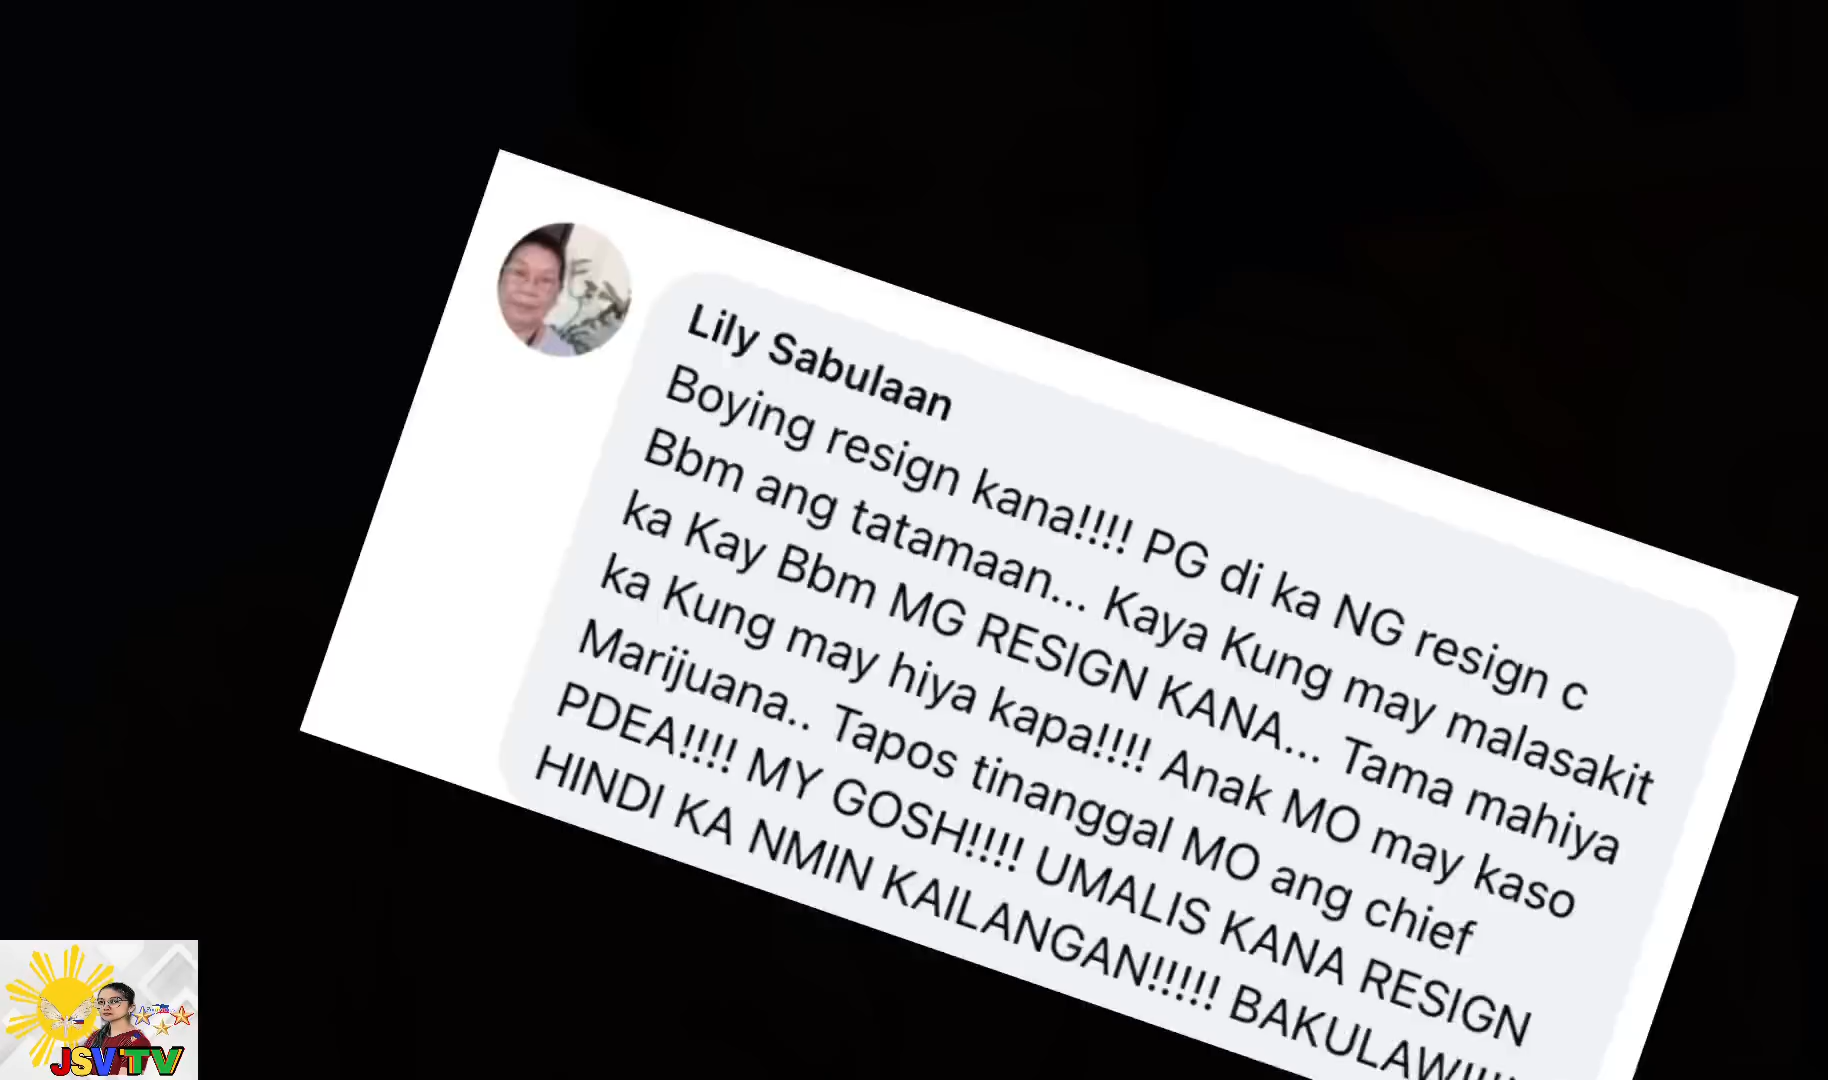 Lily Sabulaan
Boying resign kana!!!! PG di ka NG resign c
Bbm ang tatamaan... Kaya Kung may malasakit
ka Kay Bbm MG RESIGN KANA... Tama mahiya
ka Kung may hiya kapa!!!! Anak MO may kaso
Marijuana.. Tapos tinanggal MO ang chief
PDEA!!!! MY GOSH!!!! UMALIS KANA RESIGN
HINDI KA NMIN KAILANGAN!!!!! BAKULAW!!!!!
JSV TV